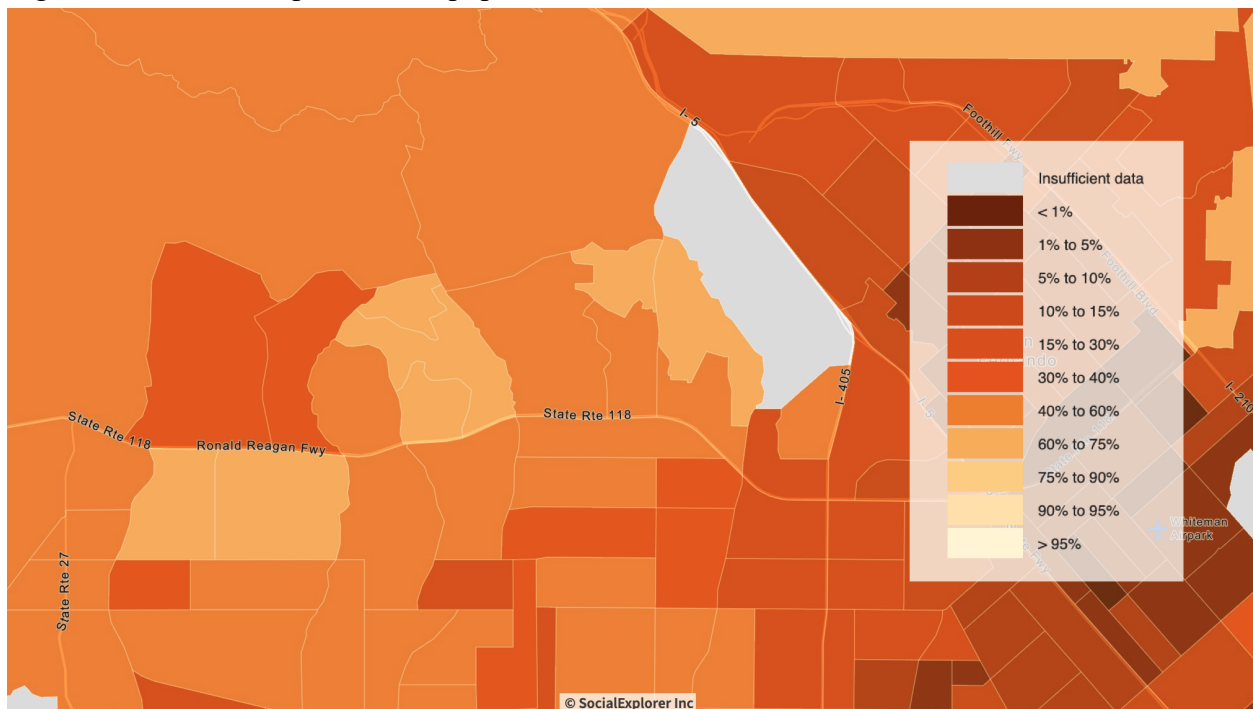 I- 5
Foothill Fwy
Insufficient data
< 1%
1% to 5%
5% to 10%
10% to 15%
15% to 30%
30% to 40%
40% to 60%
60% to 75%
75% to 90%
90% to 95%
> 95%
Foothill Blvd
I- 405
I- 5
I- 210
State Rte 118
Ronald Reagan Fwy
State Rte 118
State Rte 27
Whiteman
Airpark
© SocialExplorer Inc